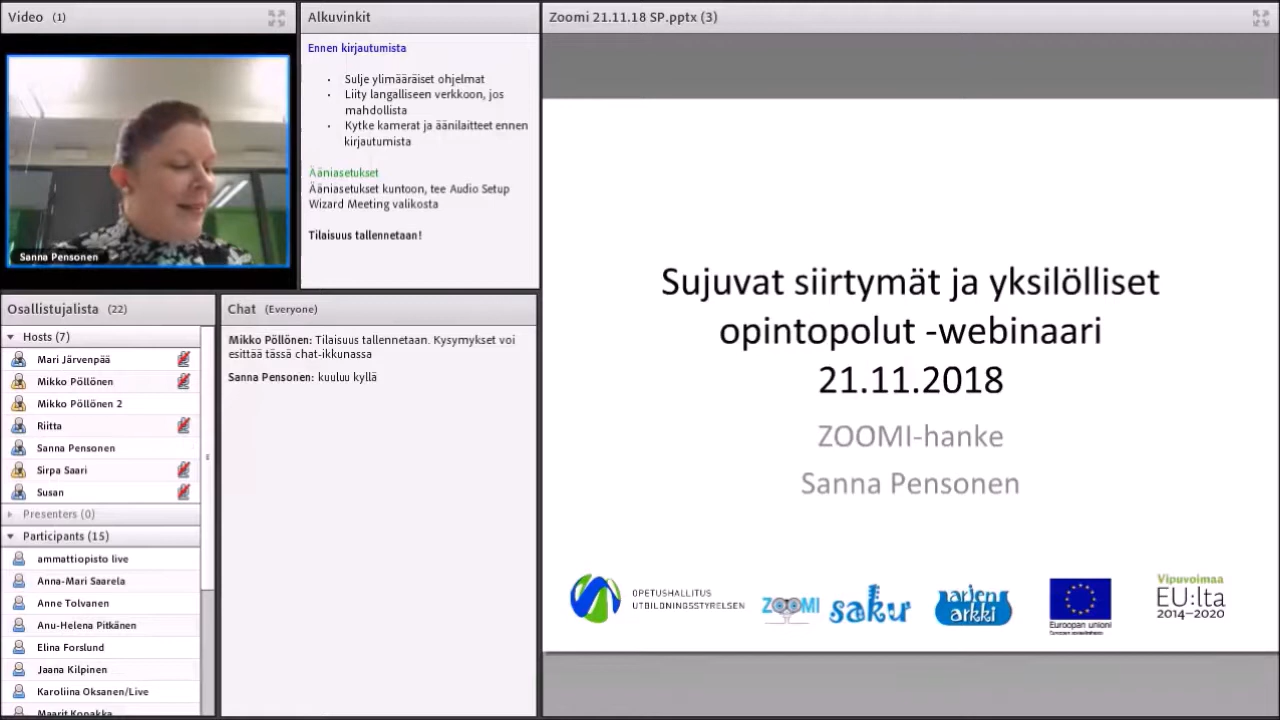 Video (1)
Sanna Pensonen
Alkuvinkit
Ennen kirjautumista
Sulje ylimääräiset ohjelmat
Liity langalliseen verkkoon, jos
mahdollista
Kytke kamerat ja äänilaitteet ennen
kirjautumista
Ääniasetukset
Ääniasetukset kuntoon, tee Audio Setup
Wizard Meeting valikosta
Tilaisuus tallennetaan!
Osallistujalista (22)
Hosts (7)
Mari Järvenpää
Mikko Pöllönen
Mikko Pöllönen 2
Riitta
Sanna Pensonen
Sirpa Saari
Susan
Presenters (0)
Participants (15)
ammattiopisto live
Anna-Mari Saarela
Anne Tolvanen
Anu-Helena Pitkänen
Elina Forslund
Jaana Kilpinen
Karoliina Oksanen/Live
Chat (Everyone)
Mikko Pöllönen: Tilaisuus tallennetaan. Kysymykset voi
esittää tässä chat-ikkunassa
Sanna Pensonen: kuuluu kyllä
Zoomi 21.11.18 SP.pptx (3)
Sujuvat siirtymät ja yksilölliset
opintopolut -webinaari
21.11.2018
ZOOMI-hanke
Sanna Pensonen
OPETUSHALLITUS
UTBILDNINGSSTYRELSEN
ZOOMI
saku
arjen
arkki
Euroopan unioni
Vipuvoimaa
EU:lta
2014–2020